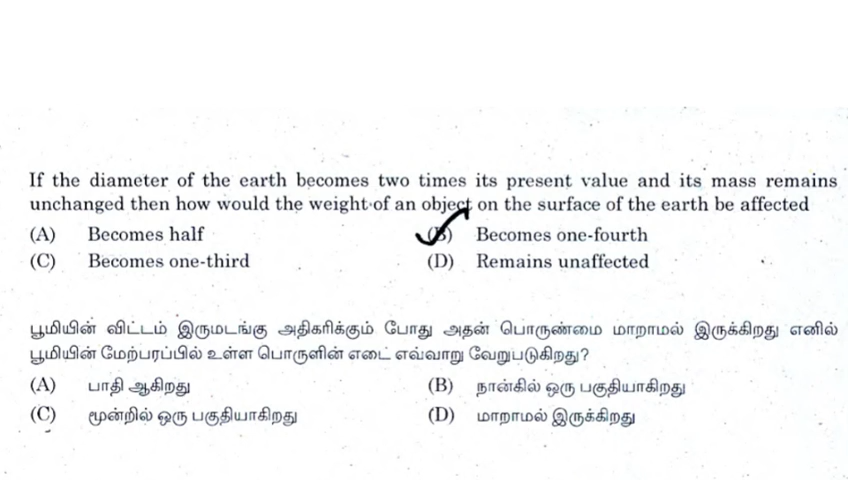 If the diameter of the earth becomes two times its present value and its mass remains
unchanged then how would the weight of an object on the surface of the earth be affected
(A) Becomes half (B) Becomes one-fourth
(C) Becomes one-third (D) Remains unaffected
பூமியின் விட்டம் இருமடங்கு அதிகரிக்கும் போது அதன் பொருண்மை மாறாமல் இருக்கிறது எனில்
பூமியின் மேற்பரப்பில் உள்ள பொருளின் எடை எவ்வாறு வேறுபடுகிறது?
(A) பாதி ஆகிறது (B) நான்கில் ஒரு பகுதியாகிறது
(C) மூன்றில் ஒரு பகுதியாகிறது (D) மாறாமல் இருக்கிறது